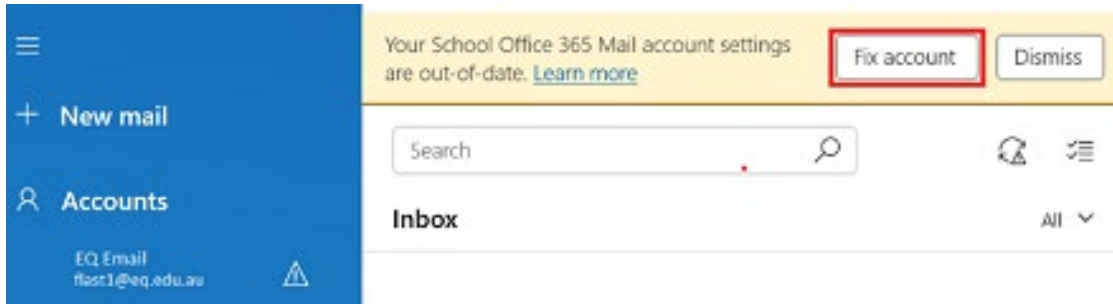 New mail
Accounts
EQ Email
flast1@eq.edu.au
Your School Office 365 Mail account settings
are out-of-date. Learn more
Fix account
Dismiss
Search
Inbox
All